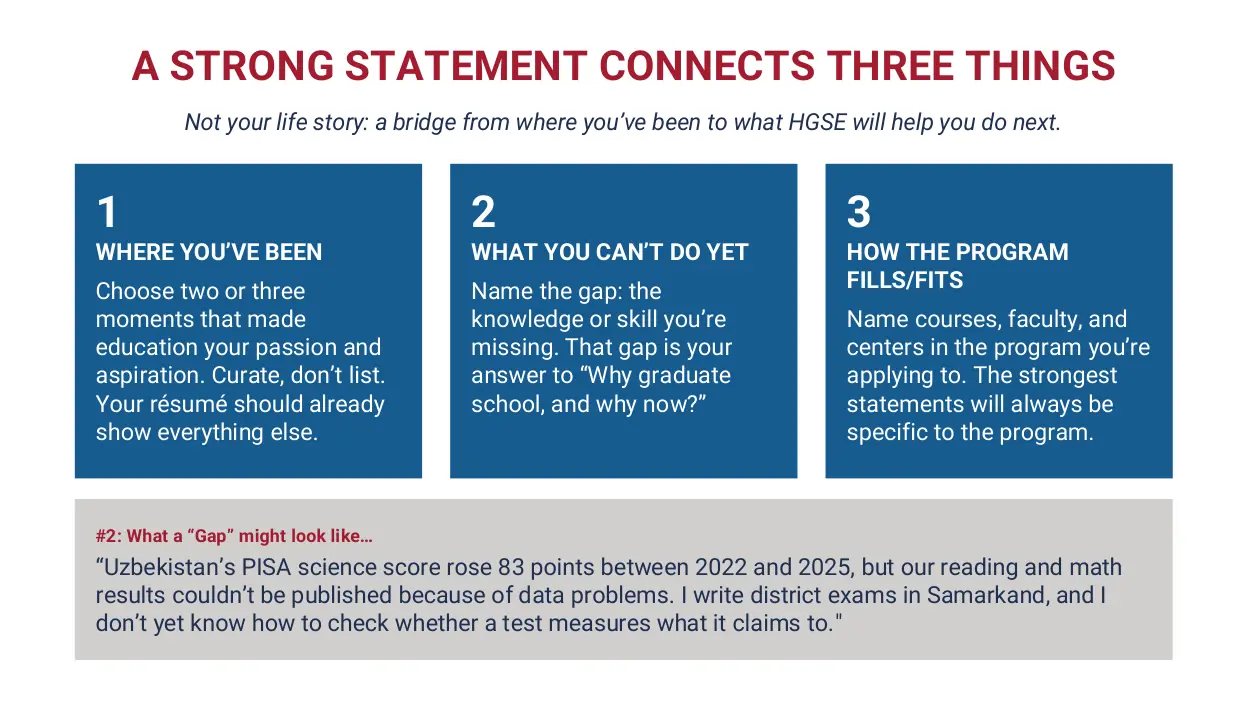 A STRONG STATEMENT CONNECTS THREE THINGS
Not your life story: a bridge from where you’ve been to what HGSE will help you do next.
1
WHERE YOU’VE BEEN
Choose two or three
moments that made
education your passion and
aspiration. Curate, don’t list.
Your résumé should already
show everything else.
2
WHAT YOU CAN’T DO YET
Name the gap: the
knowledge or skill you’re
missing. That gap is your
answer to “Why graduate
school, and why now?”
3
HOW THE PROGRAM
FILLS/FITS
Name courses, faculty, and
centers in the program you’re
applying to. The strongest
statements will always be
specific to the program.
#2: What a “Gap” might look like…
“Uzbekistan’s PISA science score rose 83 points between 2022 and 2025, but our reading and math
results couldn’t be published because of data problems. I write district exams in Samarkand, and I
don’t yet know how to check whether a test measures what it claims to."